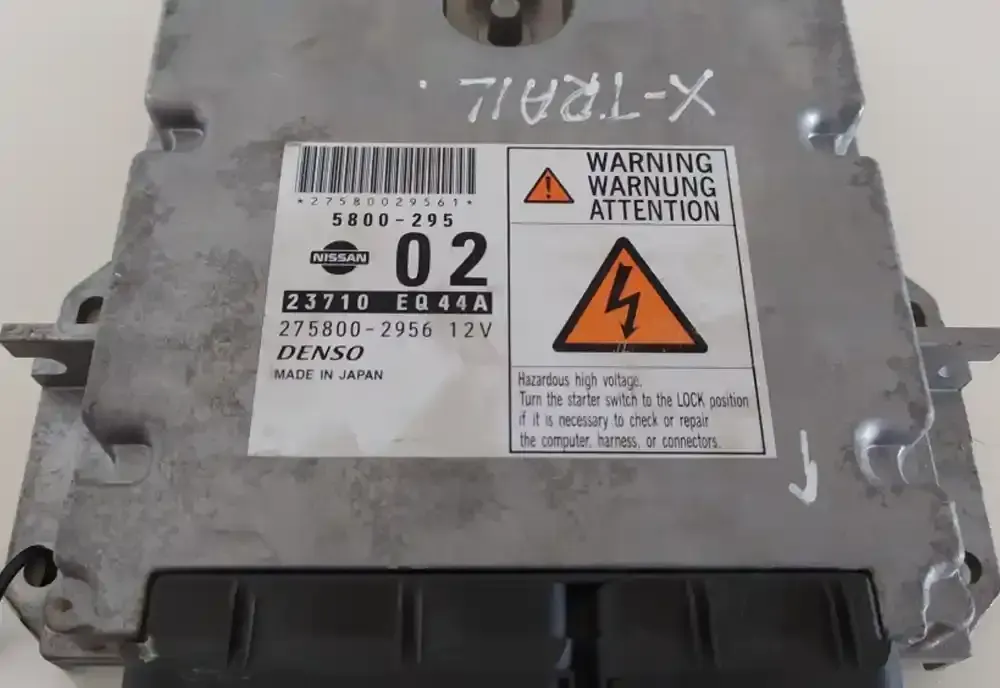 X-TRAIL.
*27580029561*
5800-295
NISSAN
02
23710 EQ44A
275800-2956 12V
DENSO
MADE IN JAPAN
WARNING
WARNUNG
ATTENTION
Hazardous high voltage.
Turn the starter switch to the LOCK position
if it is necessary to check or repair
the computer, harness, or connectors.